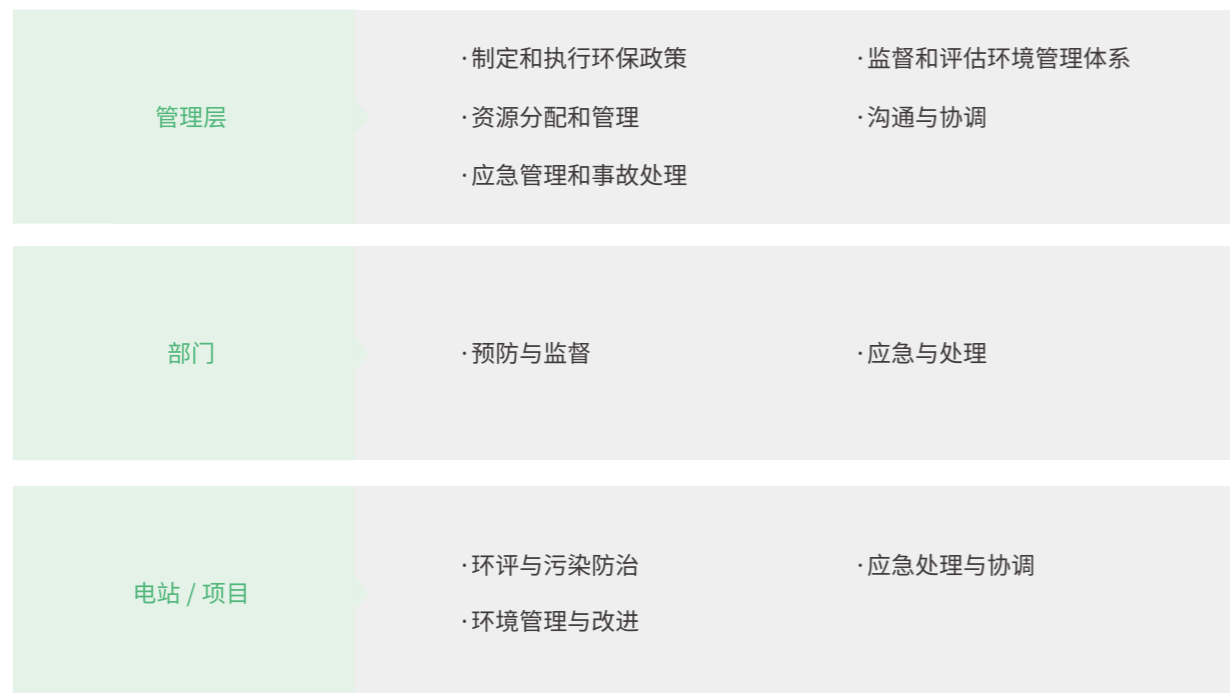 管理层
·制定和执行环保政策
·监督和评估环境管理体系
·资源分配和管理
·沟通与协调
·应急管理和事故处理
部门
·预防与监督
·应急与处理
电站 / 项目
·环评与污染防治
·应急处理与协调
·环境管理与改进